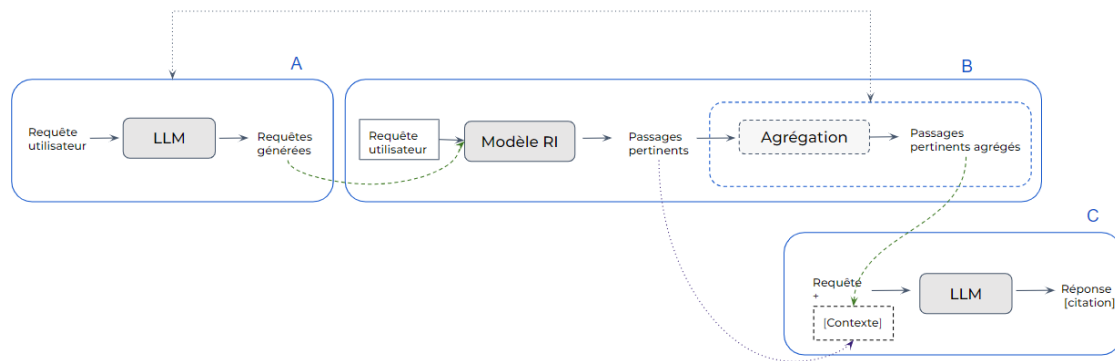 A
Requête
utilisateur
LLM
Requêtes
générées
B
Requête
utilisateur
Modèle RI
Passages
pertinents
Agrégation
Passages
pertinents agrégés
C
Requête
+
[Contexte]
LLM
Réponse
[citation]